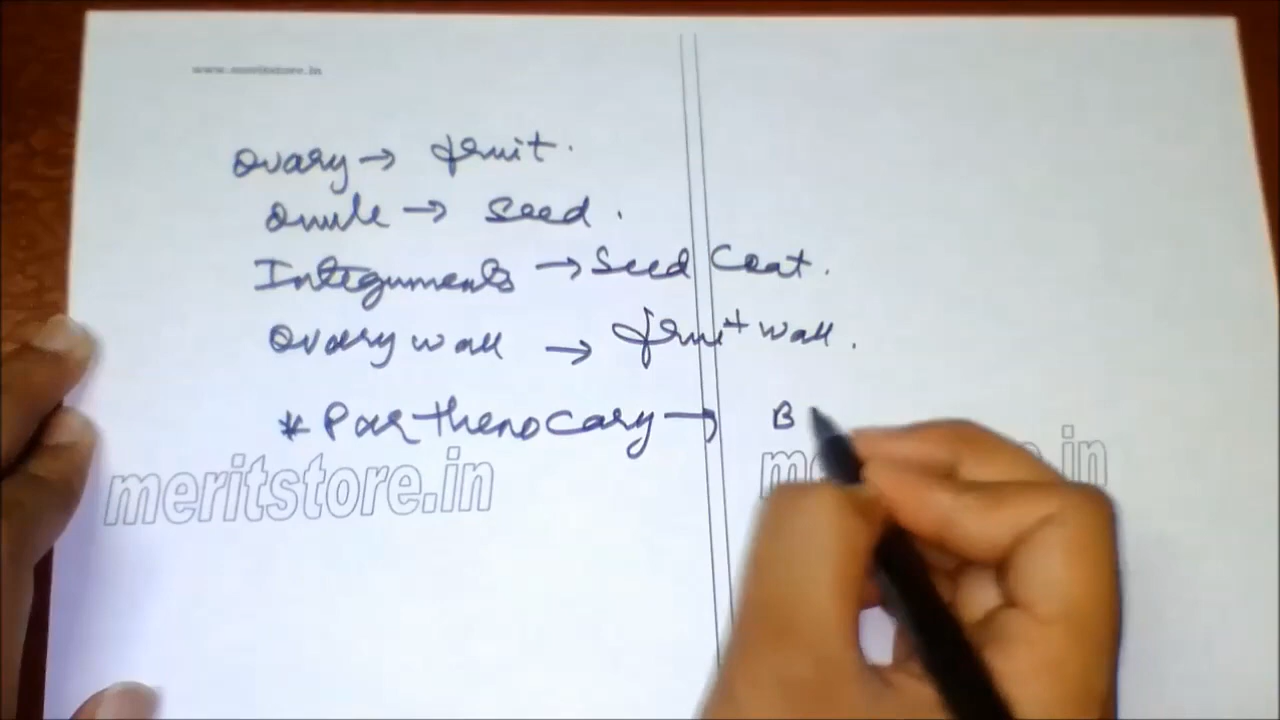 www.meritstore.in
Ovary → fruit.
Ovule → Seed.
Integuments → Seed Coat.
Ovary wall → fruit wall.
* Parthenocary → B
meritstore.in